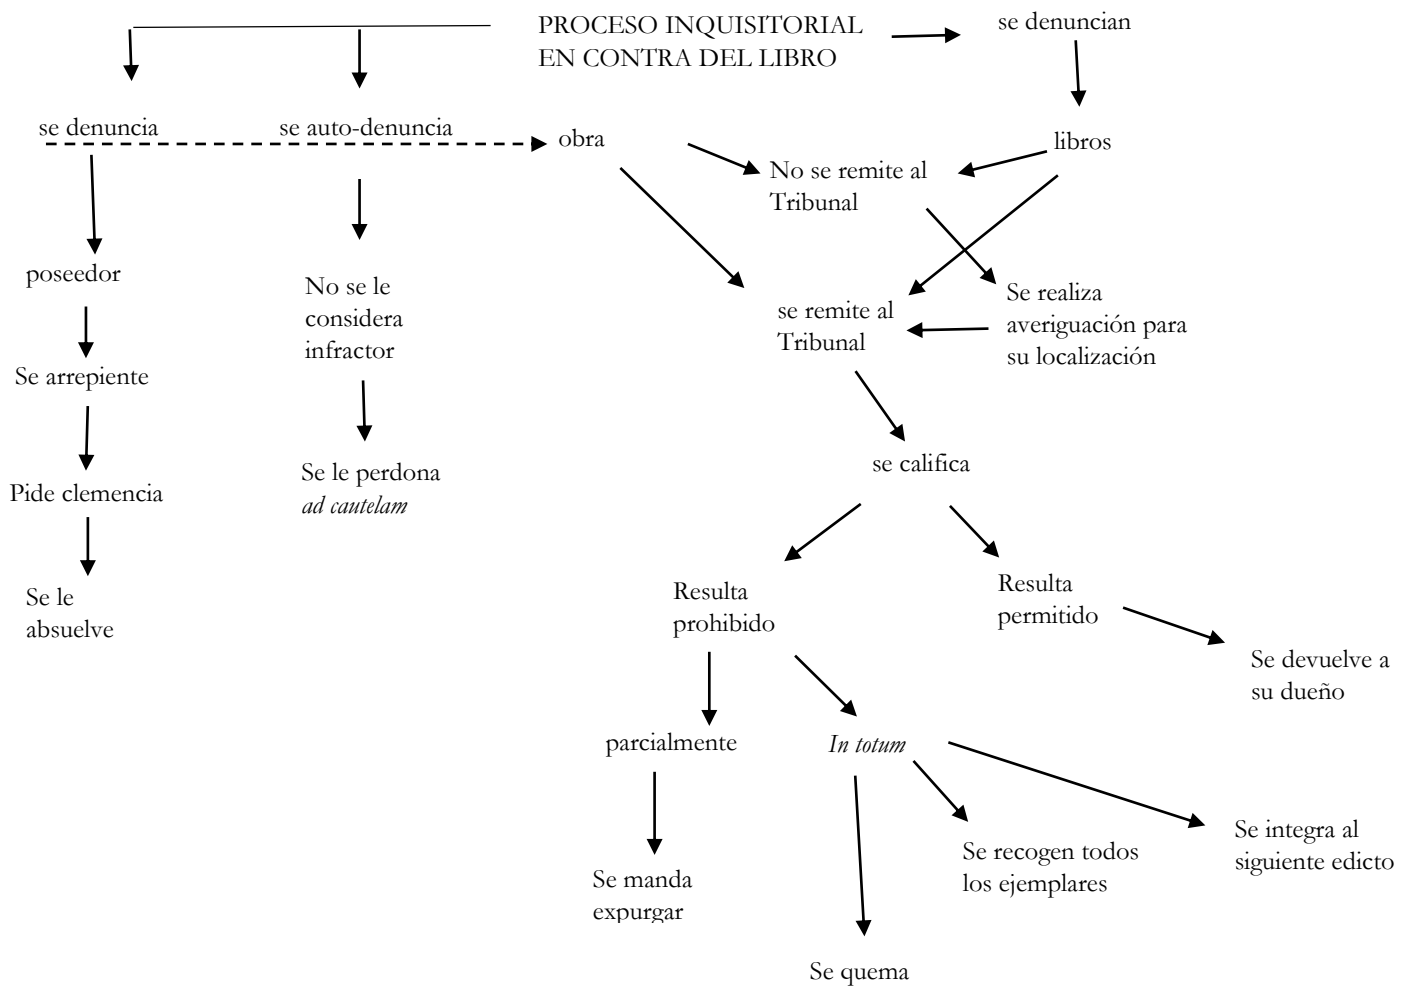 PROCESO INQUISITORIAL
EN CONTRA DEL LIBRO
se denuncian
se denuncia
se auto-denuncia
obra
libros
No se remite al
Tribunal
poseedor
No se le
considera
infractor
se remite al
Tribunal
Se realiza
averiguación para
su localización
Se arrepiente
Se le perdona
ad cautelam
se califica
Pide clemencia
Se le
absuelve
Resulta
prohibido
Resulta
permitido
Se devuelve a
su dueño
parcialmente
In totum
Se manda
expurgar
Se recogen todos
los ejemplares
Se integra al
siguiente edicto
Se quema